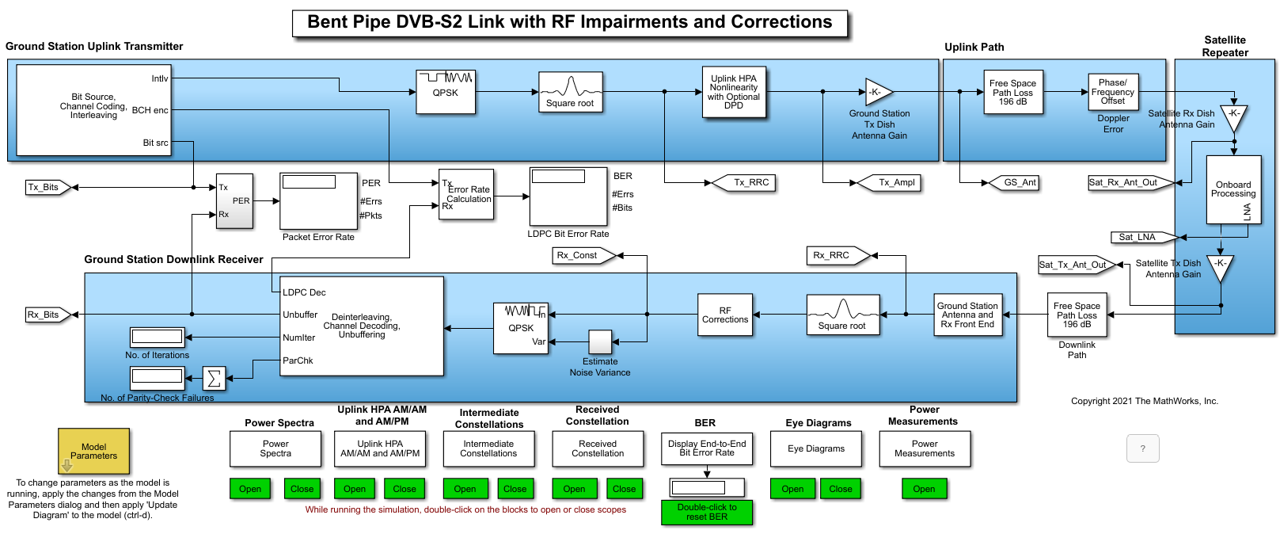 Bent Pipe DVB-S2 Link with RF Impairments and Corrections
Ground Station Uplink Transmitter
Uplink Path
Satellite
Repeater
Bit Source,
Channel Coding,
Interleaving
Intlv
BCH enc
Bit src
QPSK
Square root
Uplink HPA
Nonlinearity
with Optional
DPD
-K-
Ground Station
Tx Dish
Antenna Gain
Free Space
Path Loss
196 dB
Phase/
Frequency
Offset
Doppler
Error
Satellite Rx Dish
Antenna Gain
-K-
Tx_Bits
Tx
Rx
PER
PER
#Errs
#Pkts
Packet Error Rate
Tx
Rx
Error Rate
Calculation
BER
#Errs
#Bits
LDPC Bit Error Rate
Tx_RRC
Tx_Ampl
GS_Ant
Sat_Rx_Ant_Out
Onboard
Processing
LNA
Sat_LNA
Ground Station Downlink Receiver
Rx_Const
Rx_RRC
Sat_Tx_Ant_Out
Satellite Tx Dish
Antenna Gain
-K-
Rx_Bits
LDPC Dec
Unbuffer
NumIter
ParChk
Deinterleaving,
Channel Decoding,
Unbuffering
No. of Iterations
Σ
No. of Parity-Check Failures
In
QPSK
Var
Estimate
Noise Variance
RF
Corrections
Square root
Ground Station
Antenna and
Rx Front End
Free Space
Path Loss
196 dB
Downlink
Path
Copyright 2021 The MathWorks, Inc.
Model
Parameters
To change parameters as the model is
running, apply the changes from the Model
Parameters dialog and then apply 'Update
Diagram' to the model (ctrl-d).
Power Spectra
Power
Spectra
Open
Close
Uplink HPA AM/AM
and AM/PM
Uplink HPA
AM/AM and AM/PM
Open
Close
Intermediate
Constellations
Intermediate
Constellations
Open
Close
Received
Constellation
Received
Constellation
Open
Close
BER
Display End-to-End
Bit Error Rate
Double-click to
reset BER
Eye Diagrams
Eye Diagrams
Open
Close
Power
Measurements
Power
Measurements
Open
While running the simulation, double-click on the blocks to open or close scopes
?